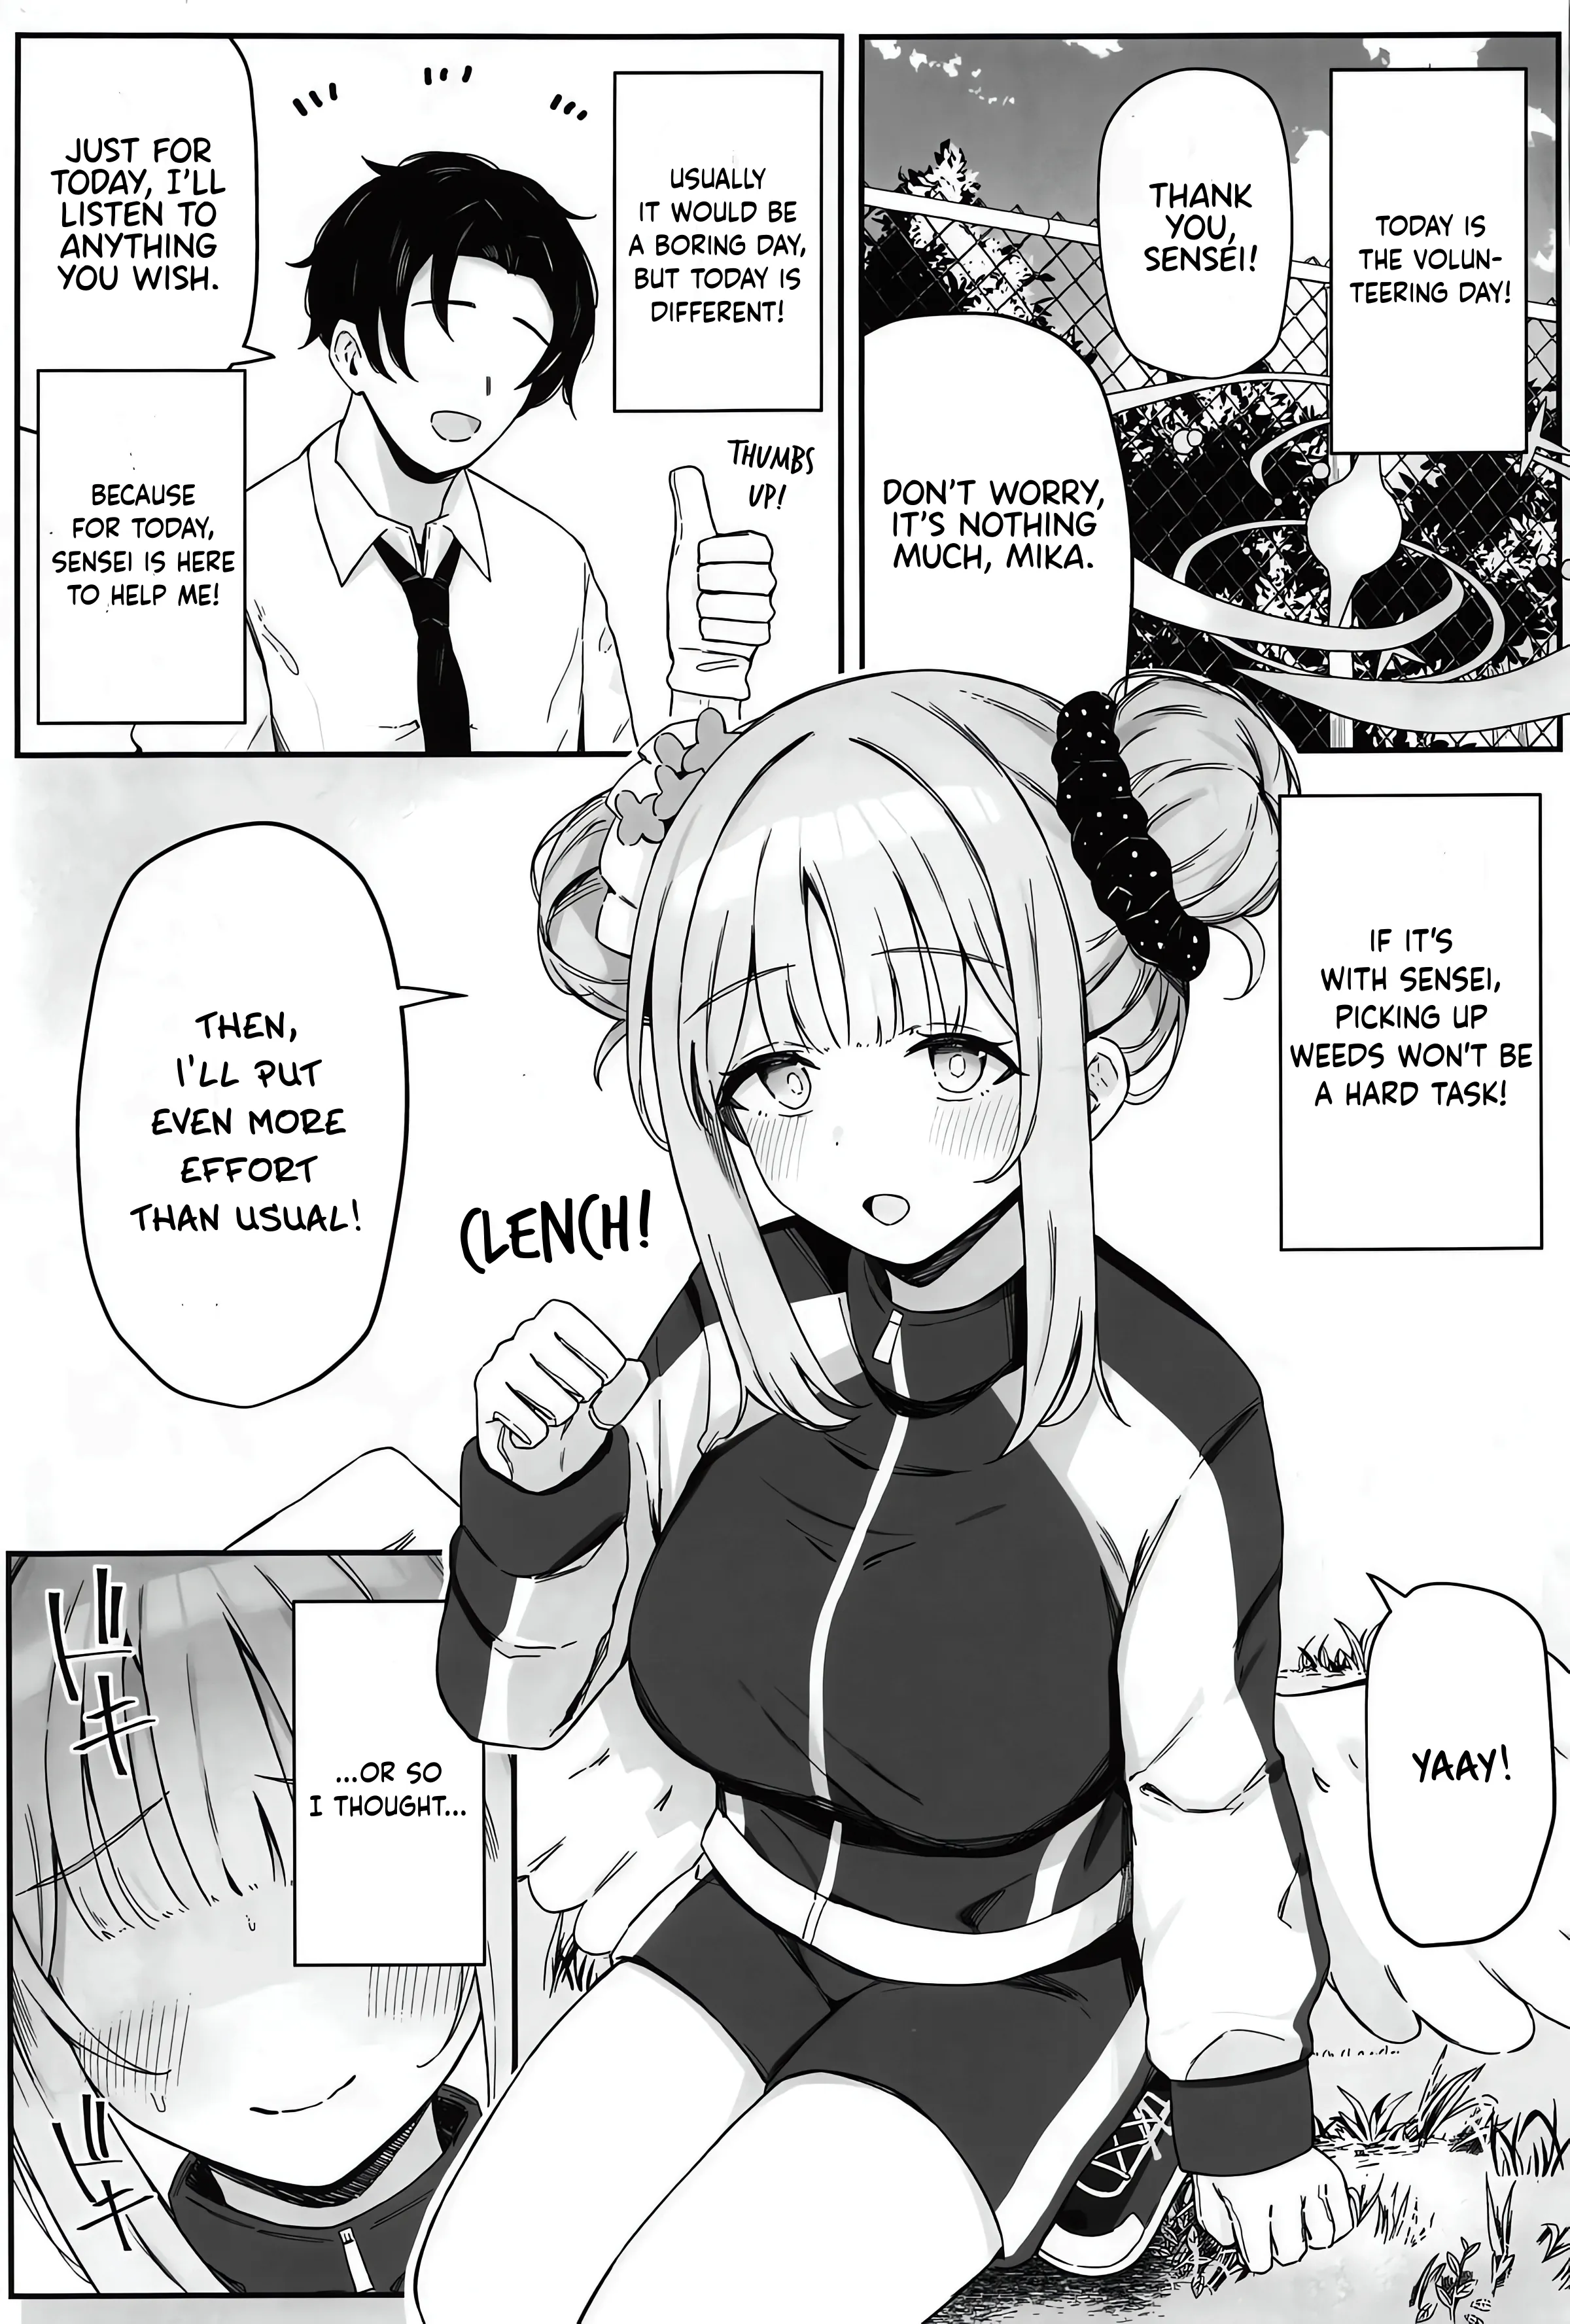 TODAY IS
THE VOLUN-
TEERING DAY!
THANK
YOU,
SENSEI!
DON'T WORRY,
IT'S NOTHING
MUCH, MIKA.
USUALLY
IT WOULD BE
A BORING DAY,
BUT TODAY IS
DIFFERENT!
JUST FOR
TODAY, I'LL
LISTEN TO
ANYTHING
YOU WISH.
THUMBS
UP!
BECAUSE
FOR TODAY,
SENSEI IS HERE
TO HELP ME!
IF IT'S
WITH SENSEI,
PICKING UP
WEEDS WON'T BE
A HARD TASK!
THEN,
I'LL PUT
EVEN MORE
EFFORT
THAN USUAL!
CLENCH!
YAAY!
...OR SO
I THOUGHT...
ドキ
ドキ